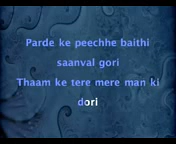 Parde ke peechhe baithi
saanval gori
Thaam ke tere mere man ki
dori